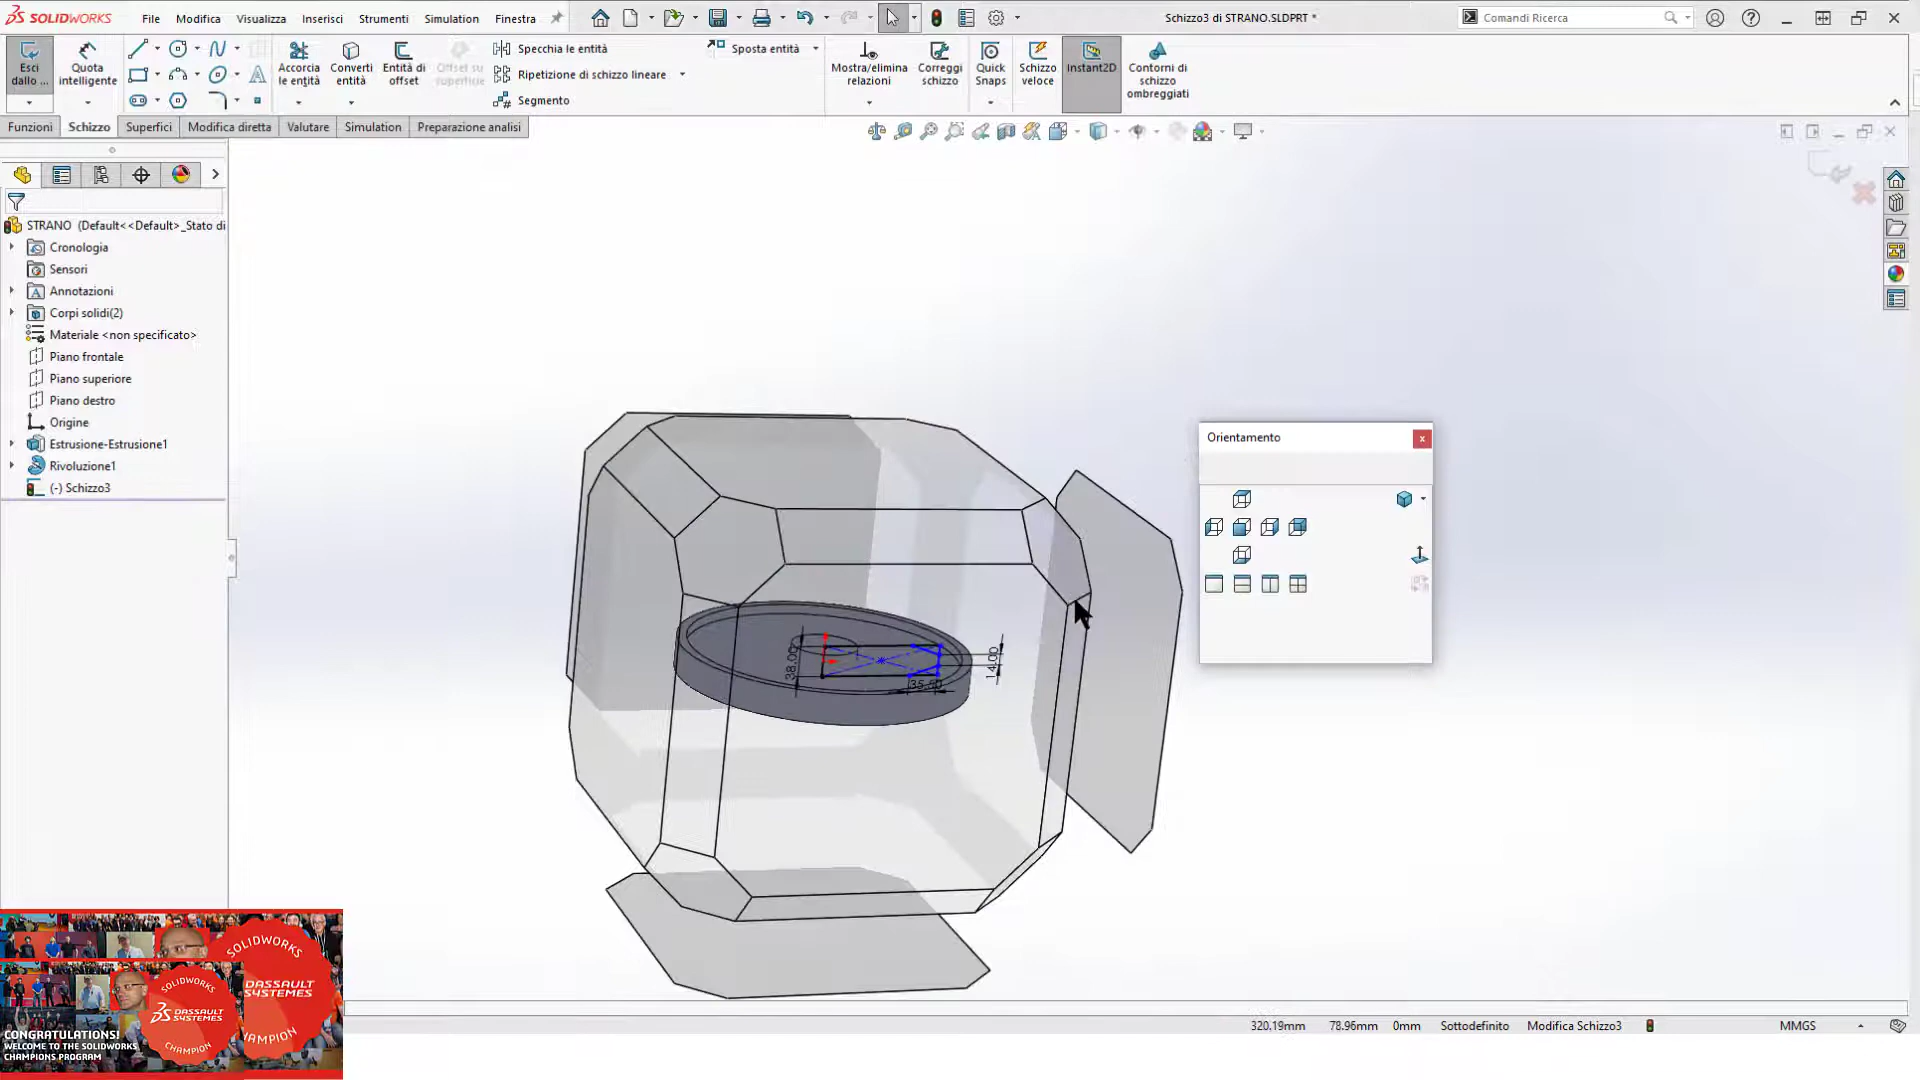 SOLIDWORKS File Modifica Visualizza Inserisci Strumenti Simulation Finestra Schizzo3 di STRANO.SLDPRT * Comandi Ricerca
Esci dallo ...
Quota intelligente
Accorcia entità
Converti entità
Entità di offset
Offset su superficie
Specchia le entità
Ripetizione di schizzo lineare
Segmento
Sposta entità
Mostra/elimina relazioni
Correggi schizzo
Quick Snaps
Schizzo veloce
Instant2D
Contorni di schizzo ombreggiati
Funzioni Schizzo Superfici Modifica diretta Valutare Simulation Preparazione analisi
STRANO (Default<<Default>_Stato di
Cronologia
Sensori
Annotazioni
Corpi solidi(2)
Materiale <non specificato>
Piano frontale
Piano superiore
Piano destro
Origine
Estrusione-Estrusione1
Rivoluzione1
(-) Schizzo3
Orientamento
38.00
14.00
35.50
SOLIDWORKS
DASSAULT SYSTEMES
CHAMPION
SOLIDWORKS
DASSAULT SYSTEMES
CHAMPION
CONGRATULATIONS!
WELCOME TO THE SOLIDWORKS
CHAMPIONS PROGRAM
320.19mm 78.96mm 0mm Sottodefinito Modifica Schizzo3 MMGS